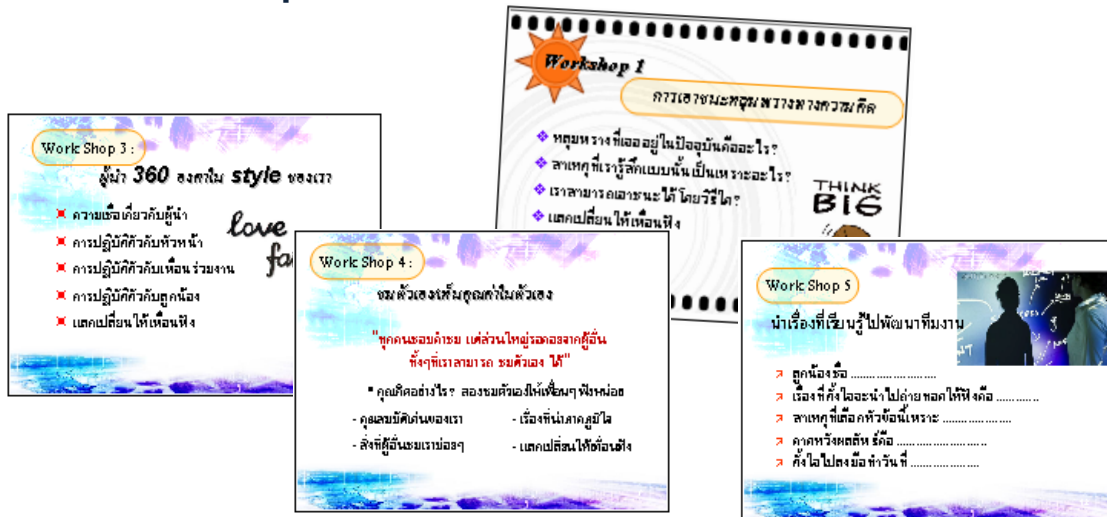 Workshop 1
การเอาชนะหลุมพรางทางความคิด
หลุมพรางที่เจออยู่ในปัจจุบันคืออะไร?
สาเหตุที่เรารู้สึกแบบนั้นเป็นเพราะอะไร?
เราสามารถเอาชนะได้ โดยวิธีใด?
แลกเปลี่ยนให้เพื่อนฟัง
THINK
BIG
Work Shop 3 :
ผู้นำ 360 องศาใน style ของเรา
ความเชื่อเกี่ยวกับผู้นำ
การปฏิบัติตัวกับหัวหน้า
การปฏิบัติตัวกับเพื่อนร่วมงาน
การปฏิบัติตัวกับลูกน้อง
แลกเปลี่ยนให้เพื่อนฟัง
love
fa
Work Shop 4 :
ชมตัวเองเห็นคุณค่าในตัวเอง
"ทุกคนชอบคำชม แต่ส่วนใหญ่รอคอยจากผู้อื่น
ทั้งๆที่เราสามารถ ชมตัวเอง ได้"
* คุณคิดอย่างไร? ลองชมตัวเองให้เพื่อนๆ ฟังหน่อย
- คุณสมบัติเด่นของเรา
- เรื่องที่น่าภาคภูมิใจ
- สิ่งที่ผู้อื่นชมเราบ่อยๆ
- แลกเปลี่ยนให้เพื่อนฟัง
Work Shop 5
นำเรื่องที่เรียนรู้ไปพัฒนาทีมงาน
ลูกน้องชื่อ ........................
เรื่องที่ตั้งใจจะนำไปถ่ายทอดให้ฟังคือ ............
สาเหตุที่เลือกหัวข้อนี้เพราะ ...................
คาดหวังผลลัพธ์คือ .........................
ตั้งใจไปลงมือทำวันที่ ...................